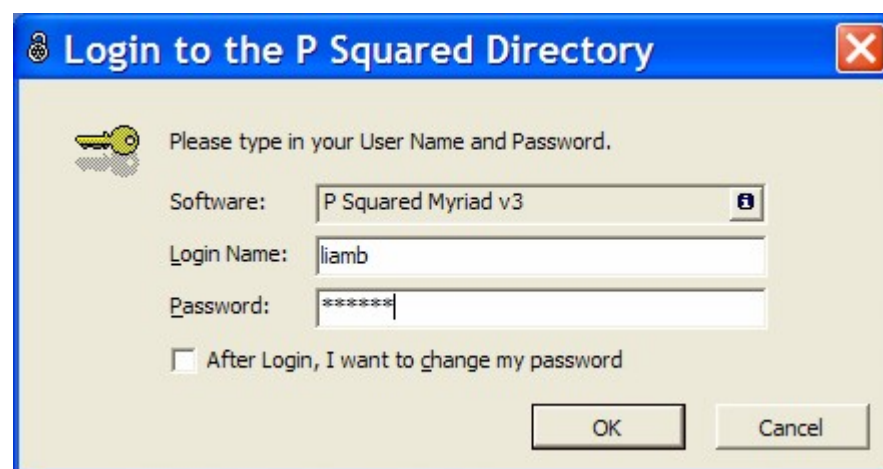 Login to the P Squared Directory
Please type in your User Name and Password.
Software: P Squared Myriad v3
Login Name: liamb
Password: ******
After Login, I want to change my password
OK Cancel